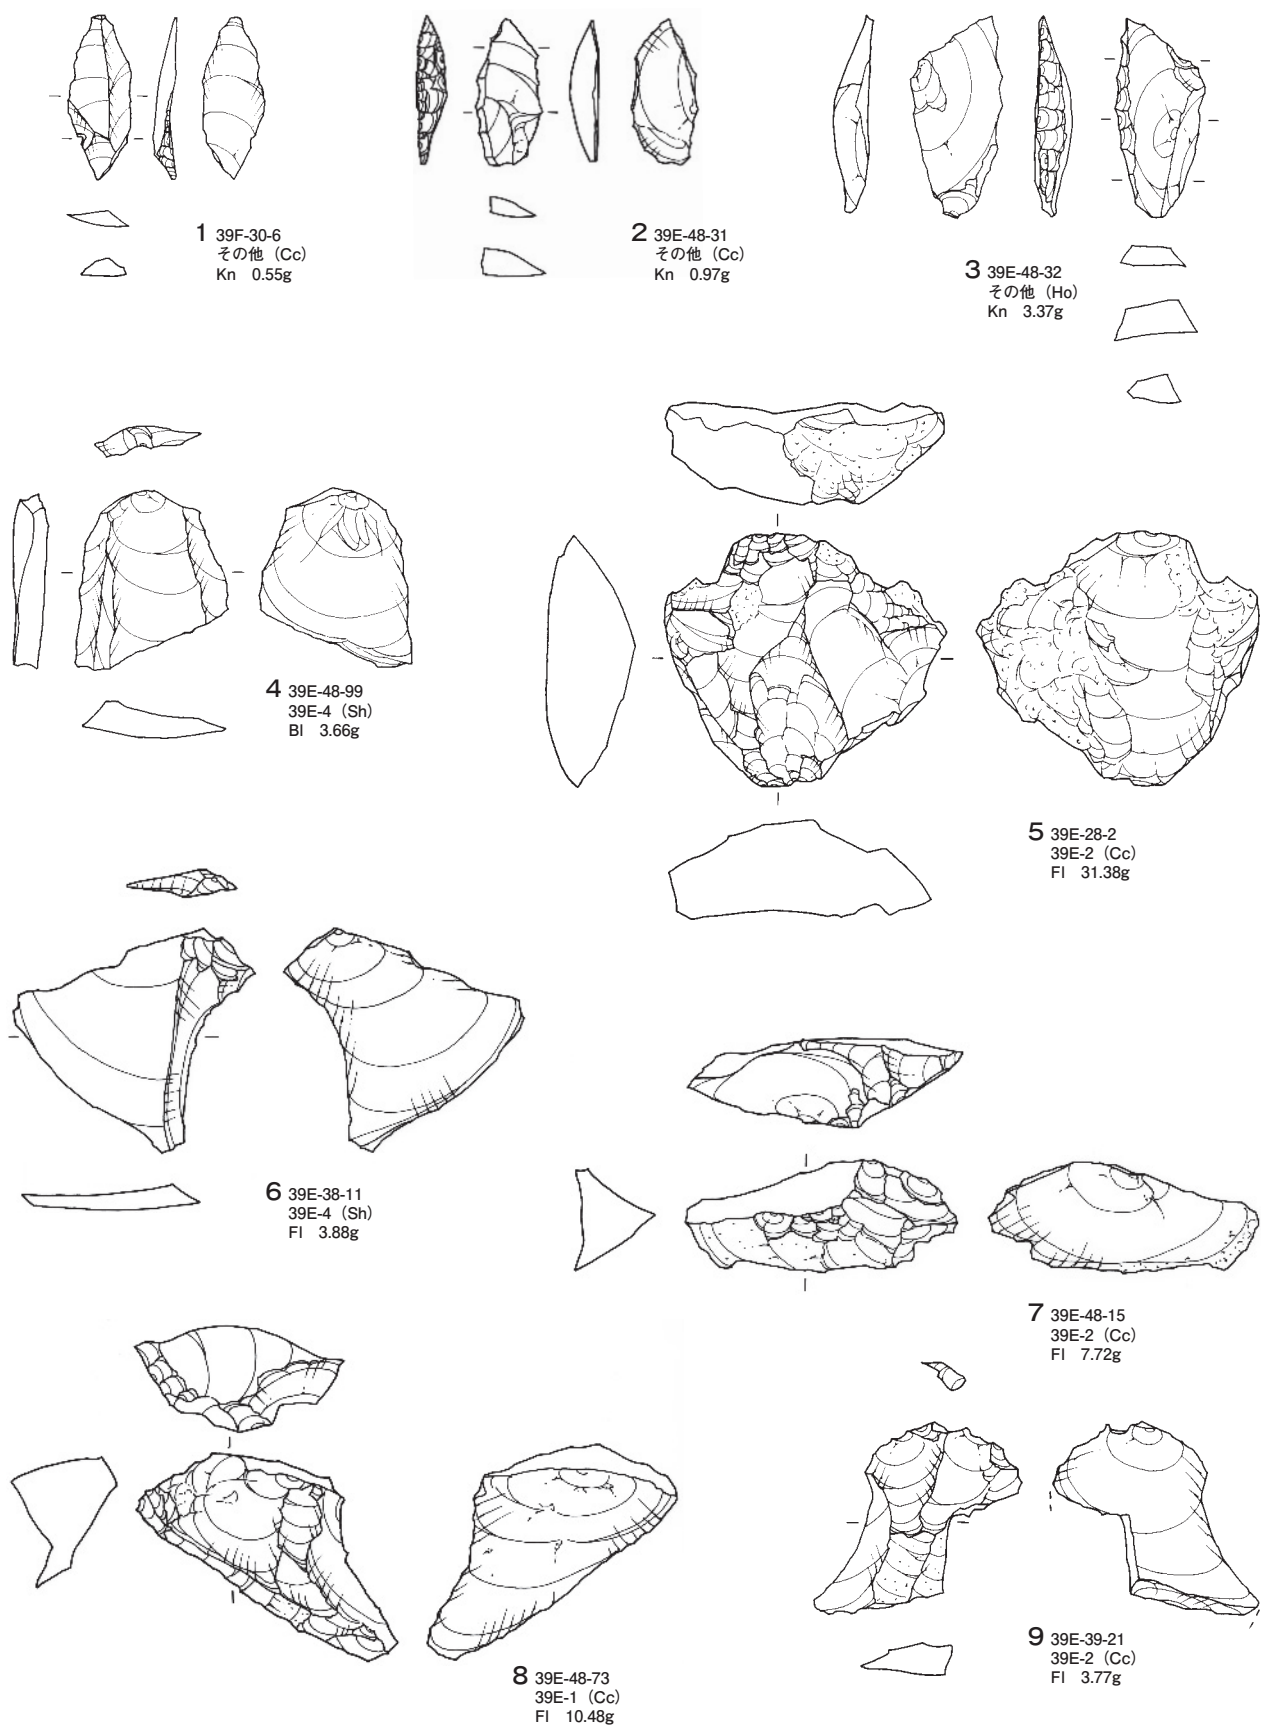 1 39F-30-6
その他（Cc）
Kn 0.55g
2 39E-48-31
その他（Cc）
Kn 0.97g
3 39E-48-32
その他（Ho）
Kn 3.37g
4 39E-48-99
39E-4（Sh）
Bl 3.66g
5 39E-28-2
39E-2（Cc）
Fl 31.38g
6 39E-38-11
39E-4（Sh）
Fl 3.88g
7 39E-48-15
39E-2（Cc）
Fl 7.72g
8 39E-48-73
39E-1（Cc）
Fl 10.48g
9 39E-39-21
39E-2（Cc）
Fl 3.77g